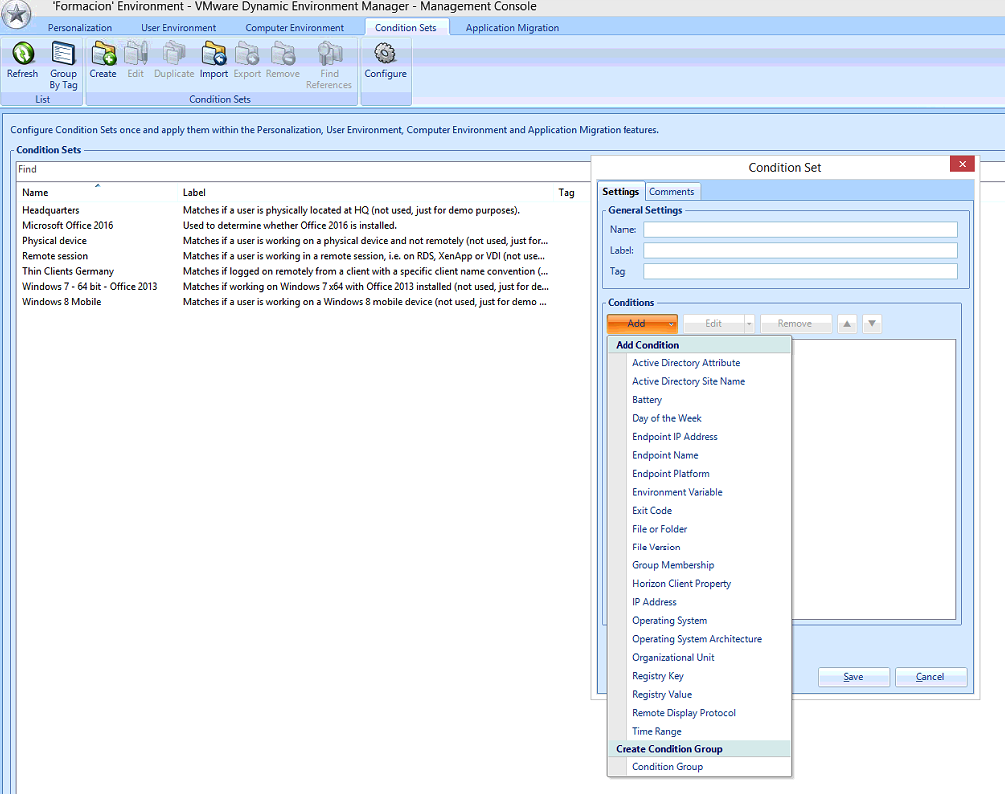 'Formacion' Environment - VMware Dynamic Environment Manager - Management Console
Personalization User Environment Computer Environment Condition Sets Application Migration
Refresh Group By Tag Create Edit Duplicate Import Export Remove Find References Configure
List Condition Sets
Configure Condition Sets once and apply them within the Personalization, User Environment, Computer Environment and Application Migration features.
Condition Sets
Find
Name Label Tag
Headquarters Matches if a user is physically located at HQ (not used, just for demo purposes).
Microsoft Office 2016 Used to determine whether Office 2016 is installed.
Physical device Matches if a user is working on a physical device and not remotely (not used, just for...
Remote session Matches if a user is working in a remote session, i.e. on RDS, XenApp or VDI (not use...
Thin Clients Germany Matches if logged on remotely from a client with a specific client name convention (...
Windows 7 - 64 bit - Office 2013 Matches if working on Windows 7 x64 with Office 2013 installed (not used, just for de...
Windows 8 Mobile Matches if a user is working on a Windows 8 mobile device (not used, just for demo ...
Condition Set
Settings Comments
General Settings
Name:
Label:
Tag
Conditions
Add Edit Remove
Add Condition
Active Directory Attribute
Active Directory Site Name
Battery
Day of the Week
Endpoint IP Address
Endpoint Name
Endpoint Platform
Environment Variable
Exit Code
File or Folder
File Version
Group Membership
Horizon Client Property
IP Address
Operating System
Operating System Architecture
Organizational Unit
Registry Key
Registry Value
Remote Display Protocol
Time Range
Create Condition Group
Condition Group
Save Cancel